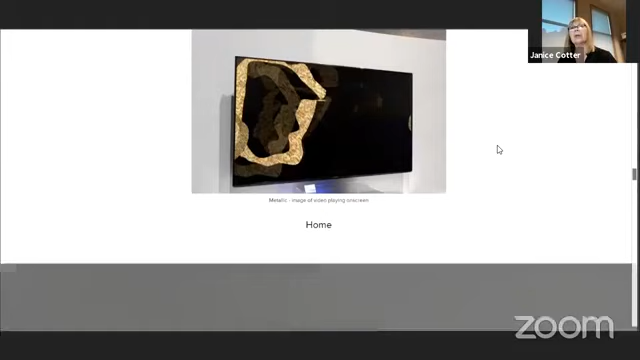 Janice Cotter
Metallic - image of video playing onscreen
Home
zoom